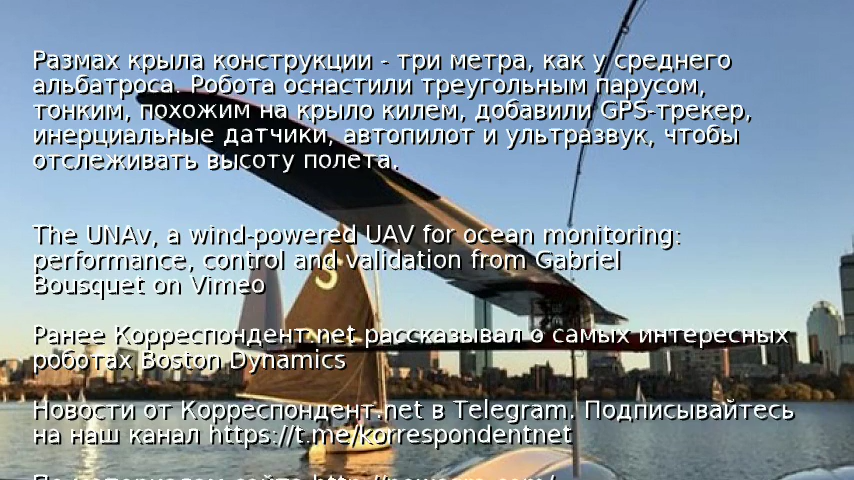 Размах крыла конструкции - три метра, как у среднего
альбатроса. Робота оснастили треугольным парусом,
тонким, похожим на крыло килем, добавили GPS-трекер,
инерциальные датчики, автопилот и ультразвук, чтобы
отслеживать высоту полета.
The UNAv, a wind-powered UAV for ocean monitoring:
performance, control and validation from Gabriel
Bousquet on Vimeo
Ранее Корреспондент.net рассказывал о самых интересных
роботах Boston Dynamics
Новости от Корреспондент.net в Telegram. Подписывайтесь
на наш канал https://t.me/korrespondentnet
По материалам сайта